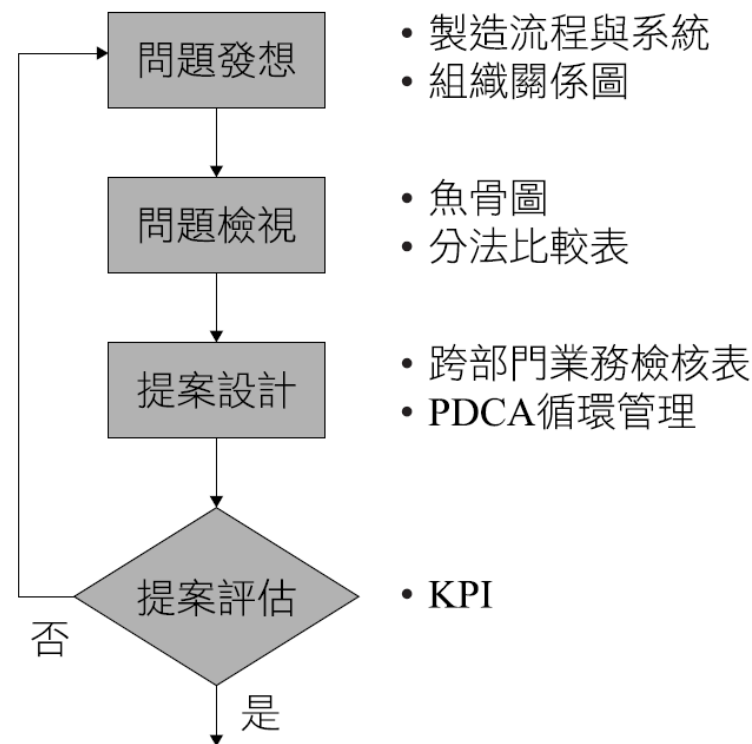 問題發想
• 製造流程與系統
• 組織關係圖
問題檢視
• 魚骨圖
• 分法比較表
提案設計
• 跨部門業務檢核表
• PDCA循環管理
提案評估
• KPI
否
是